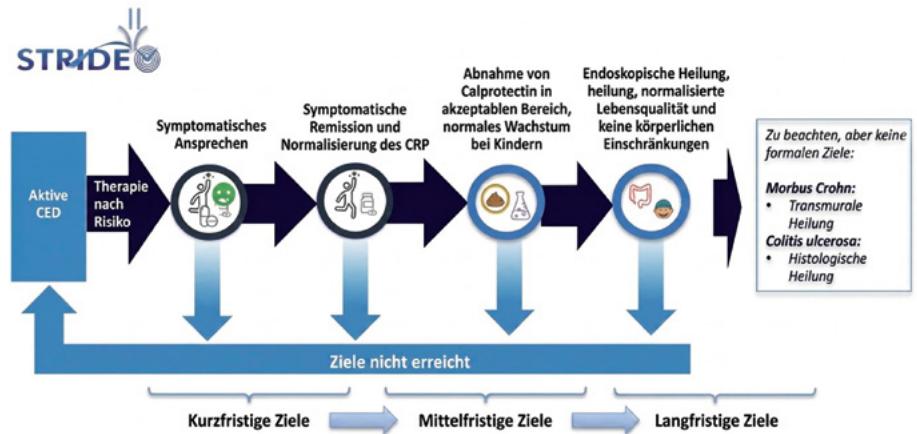 STRIDE
Symptomatisches
Ansprechen
Symptomatische
Remission und
Normalisierung des CRP
Abnahme von
Calprotectin in
akzeptablen Bereich,
normales Wachstum
bei Kindern
Endoskopische Heilung,
heilung, normalisierte
Lebensqualität und
keine körperlichen
Einschränkungen
Aktive
CED
Therapie
nach
Risiko
Zu beachten, aber keine
formalen Ziele:
Morbus Crohn:
• Transmurale
Heilung
Colitis ulcerosa:
• Histologische
Heilung
Ziele nicht erreicht
Kurzfristige Ziele
Mittelfristige Ziele
Langfristige Ziele